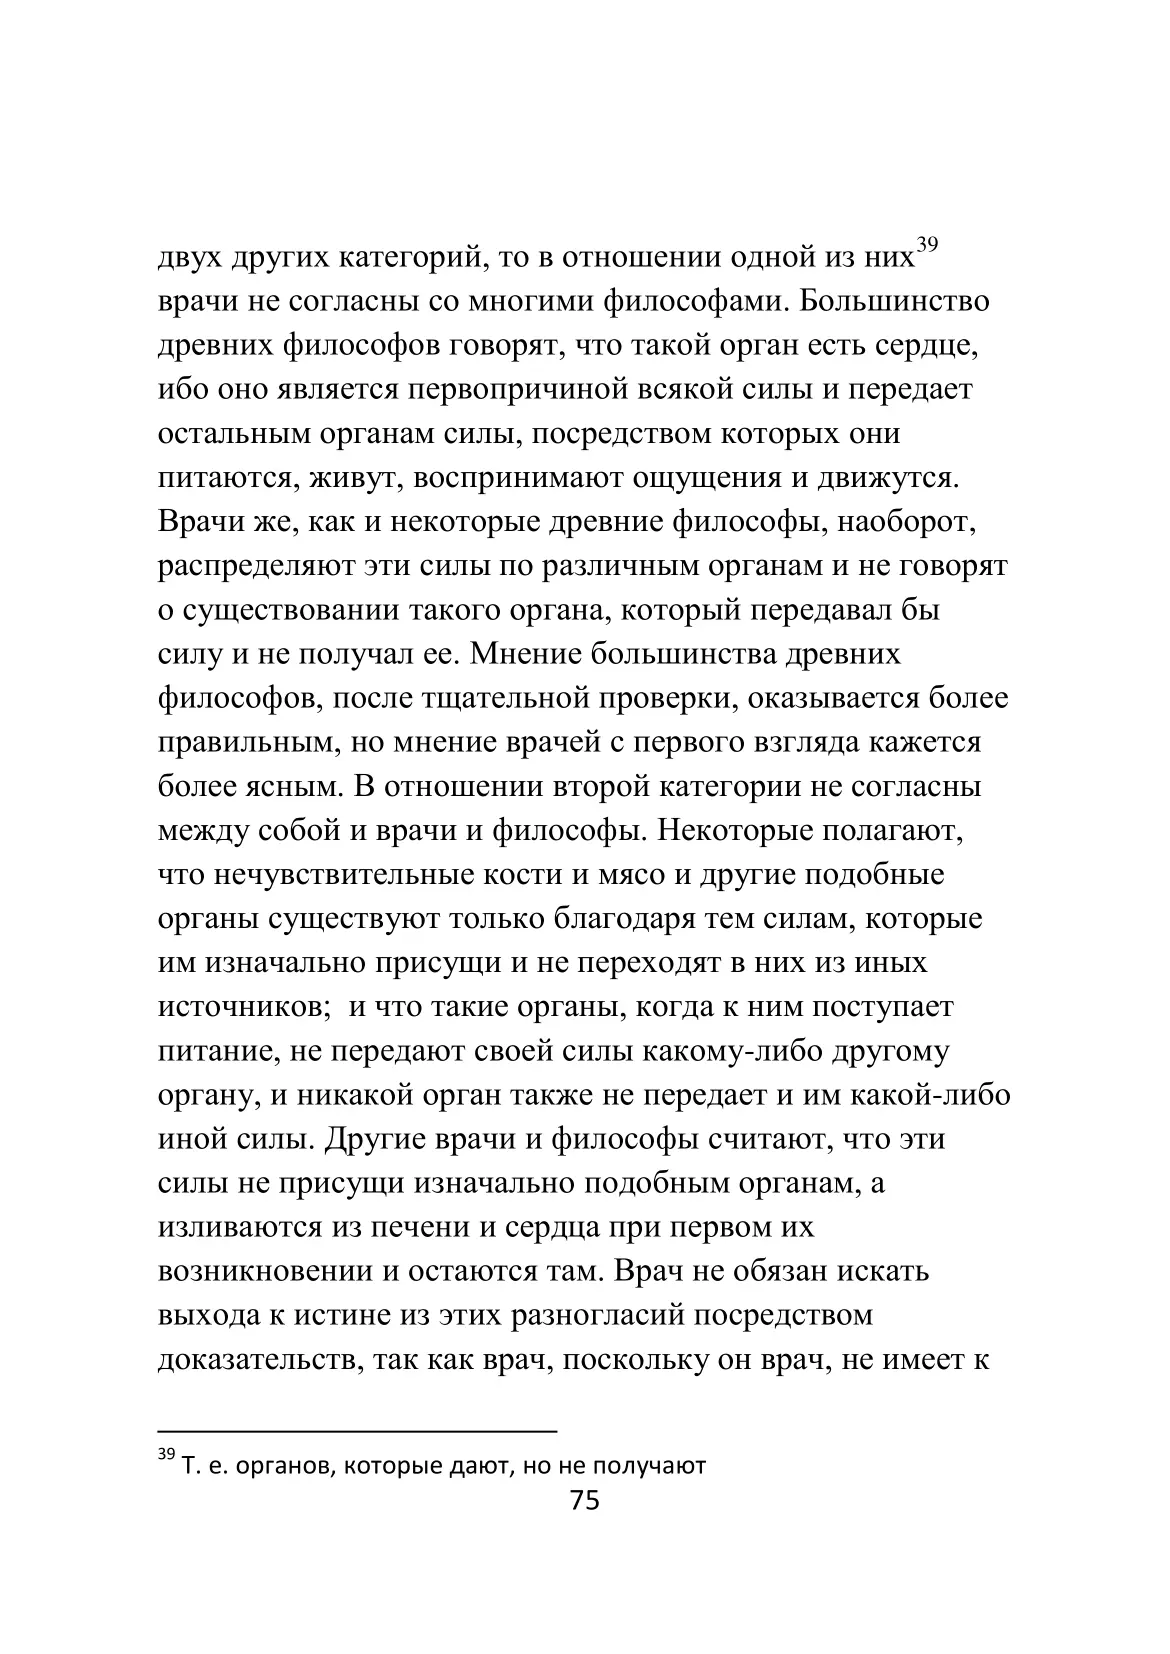 двух других категорий, то в отношении одной из них³⁹
врачи не согласны со многими философами. Большинство
древних философов говорят, что такой орган есть сердце,
ибо оно является первопричиной всякой силы и передает
остальным органам силы, посредством которых они
питаются, живут, воспринимают ощущения и движутся.
Врачи же, как и некоторые древние философы, наоборот,
распределяют эти силы по различным органам и не говорят
о существовании такого органа, который передавал бы
силу и не получал ее. Мнение большинства древних
философов, после тщательной проверки, оказывается более
правильным, но мнение врачей с первого взгляда кажется
более ясным. В отношении второй категории не согласны
между собой и врачи и философы. Некоторые полагают,
что нечувствительные кости и мясо и другие подобные
органы существуют только благодаря тем силам, которые
им изначально присущи и не переходят в них из иных
источников;  и что такие органы, когда к ним поступает
питание, не передают своей силы какому-либо другому
органу, и никакой орган также не передает и им какой-либо
иной силы. Другие врачи и философы считают, что эти
силы не присущи изначально подобным органам, а
изливаются из печени и сердца при первом их
возникновении и остаются там. Врач не обязан искать
выхода к истине из этих разногласий посредством
доказательств, так как врач, поскольку он врач, не имеет к
³⁹ Т. е. органов, которые дают, но не получают
75